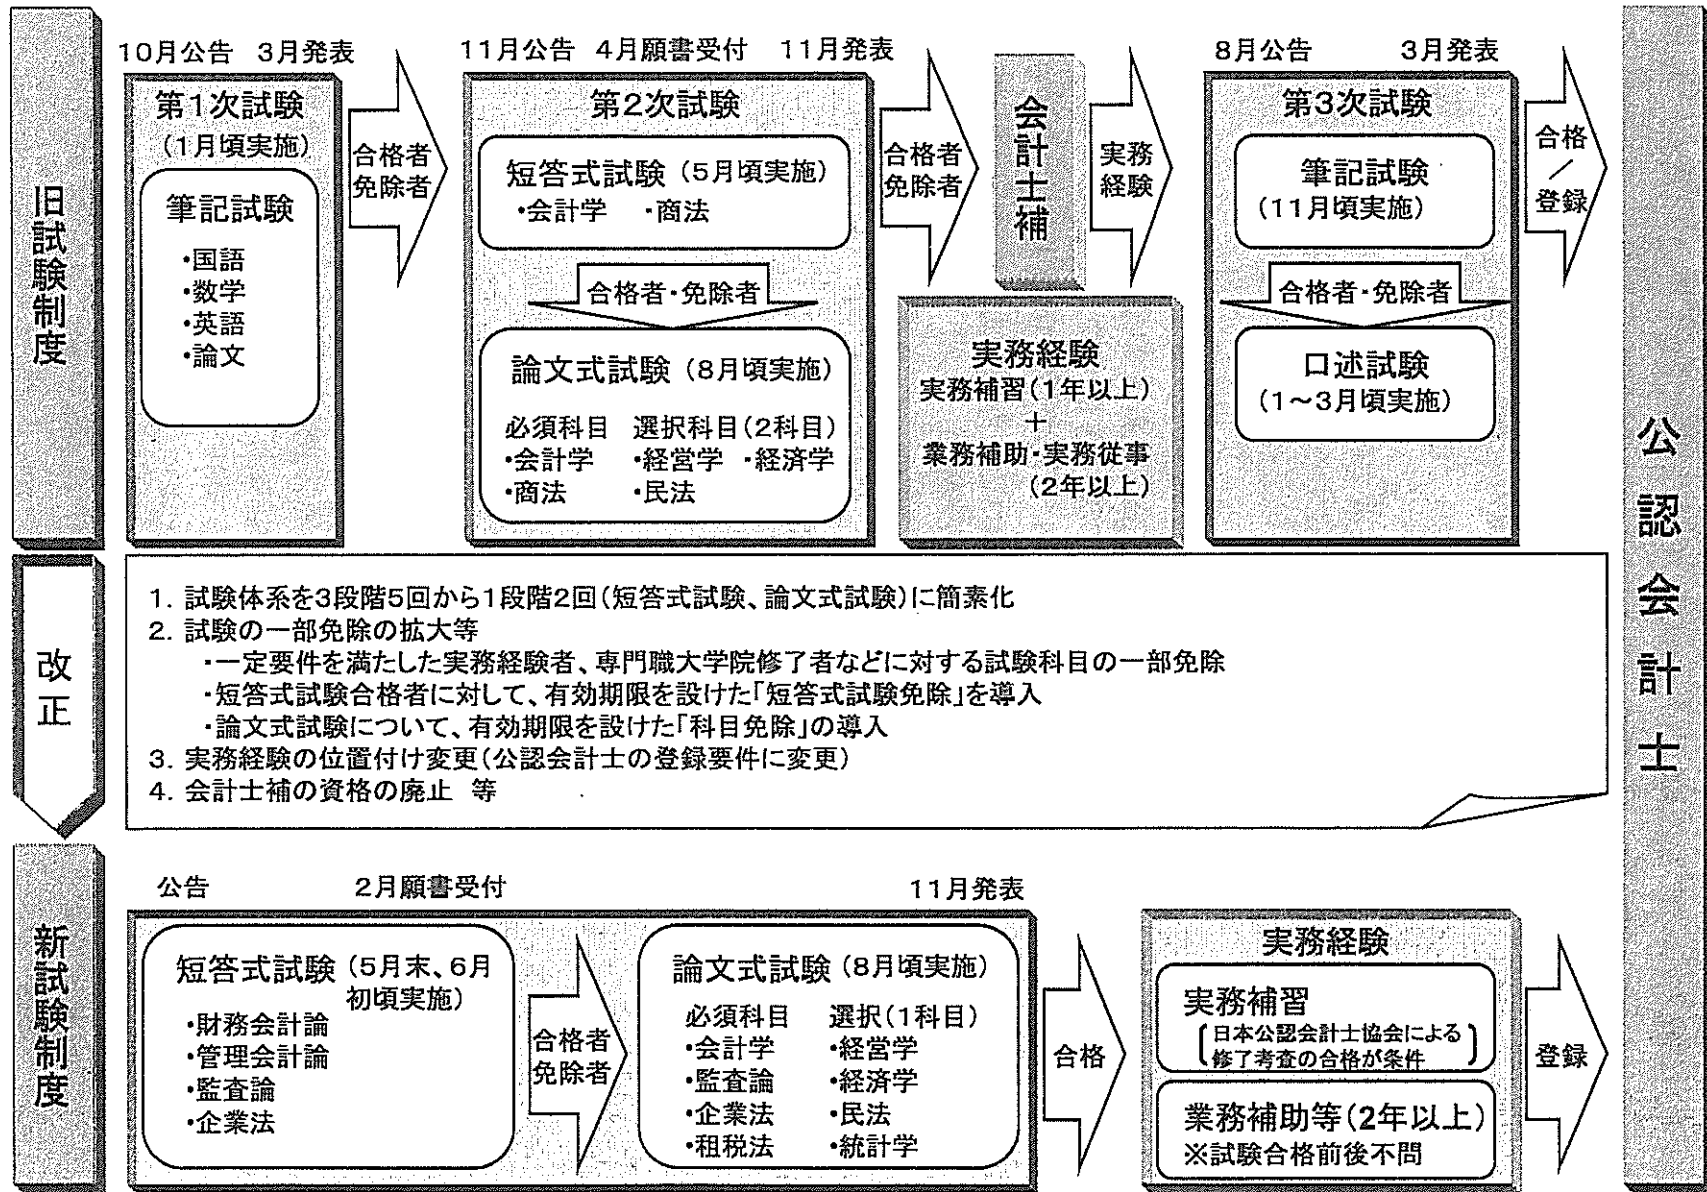 旧試験制度
10月公告 3月発表
第1次試験
(1月頃実施)
筆記試験
・国語
・数学
・英語
・論文
合格者
免除者
11月公告 4月願書受付 11月発表
第2次試験
短答式試験 (5月頃実施)
・会計学 ・商法
合格者・免除者
論文式試験 (8月頃実施)
必須科目 選択科目(2科目)
・会計学 ・経営学 ・経済学
・商法 ・民法
合格者
免除者
会計士補
実務
経験
実務経験
実務補習(1年以上)
+
業務補助・実務従事
(2年以上)
8月公告 3月発表
第3次試験
筆記試験
(11月頃実施)
合格者・免除者
口述試験
(1~3月頃実施)
合格
/
登録
公認会計士
改正
1. 試験体系を3段階5回から1段階2回(短答式試験、論文式試験)に簡素化
2. 試験の一部免除の拡大等
・一定要件を満たした実務経験者、専門職大学院修了者などに対する試験科目の一部免除
・短答式試験合格者に対して、有効期限を設けた「短答式試験免除」を導入
・論文式試験について、有効期限を設けた「科目免除」の導入
3. 実務経験の位置付け変更(公認会計士の登録要件に変更)
4. 会計士補の資格の廃止 等
新試験制度
公告 2月願書受付 11月発表
短答式試験 (5月末、6月
初頃実施)
・財務会計論
・管理会計論
・監査論
・企業法
合格者
免除者
論文式試験 (8月頃実施)
必須科目 選択(1科目)
・会計学 ・経営学
・監査論 ・経済学
・企業法 ・民法
・租税法 ・統計学
合格
実務経験
実務補習
日本公認会計士協会による
修了考査の合格が条件
業務補助等(2年以上)
※試験合格前後不問
登録